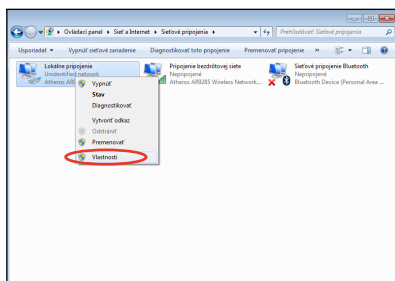 Ovládací panel ▸ Sieť a Internet ▸ Sieťové pripojenia ▸
Prehľadávať: Sieťové pripojenia
Usporiadať ▾ Vypnúť sieťové zariadenie Diagnostikovať toto pripojenie Premenovať pripojenie »
Lokálne pripojenie
Unidentified network
Atheros AR8
Pripojenie bezdrôtovej siete
Nepripojené
Atheros AR9285 Wireless Network...
Sieťové pripojenie Bluetooth
Nepripojené
Bluetooth Device (Personal Area ...
Vypnúť
Stav
Diagnostikovať
Vytvoriť odkaz
Odstrániť
Premenovať
Vlastnosti